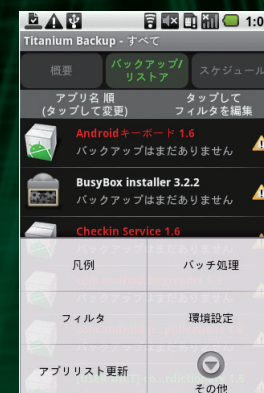 1:0
Titanium Backup - すべて
概要
バックアップ/
リストア
スケジュール
アプリ名 順
(タップして変更)
タップして
フィルタを編集
Androidキーボード 1.6
バックアップはまだありません
BusyBox installer 3.2.2
バックアップはまだありません
Checkin Service 1.6
凡例
バッチ処理
フィルタ
環境設定
アプリリスト更新
その他